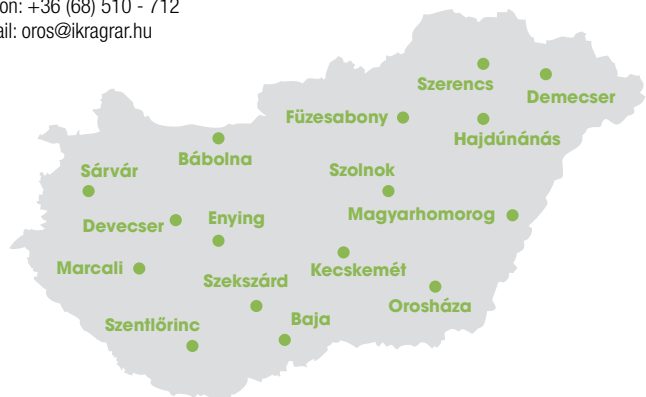 on: +36 (68) 510 - 712
ail: oros@ikragrar.hu
Szerencs
Demecser
Füzesabony
Hajdúnánás
Bábolna
Sárvár
Szolnok
Devecser
Enying
Magyarhomorog
Marcali
Kecskemét
Szekszárd
Orosháza
Szentlőrinc
Baja